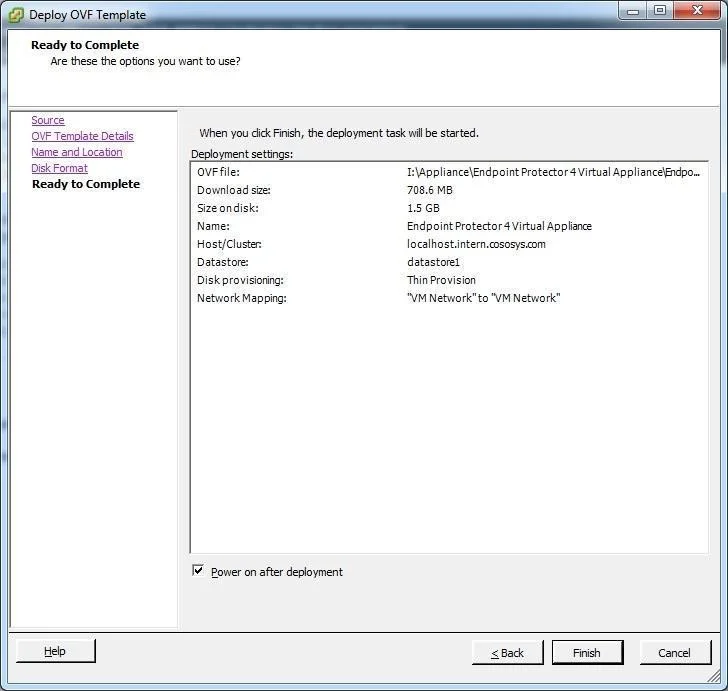 Deploy OVF Template
Ready to Complete
Are these the options you want to use?
Source
OVF Template Details
Name and Location
Disk Format
Ready to Complete
When you click Finish, the deployment task will be started.
Deployment settings:
OVF file: I:\Appliance\Endpoint Protector 4 Virtual Appliance\Endpo...
Download size: 708.6 MB
Size on disk: 1.5 GB
Name: Endpoint Protector 4 Virtual Appliance
Host/Cluster: localhost.intern.cososys.com
Datastore: datastore1
Disk provisioning: Thin Provision
Network Mapping: "VM Network" to "VM Network"
Power on after deployment
Help
< Back
Finish
Cancel